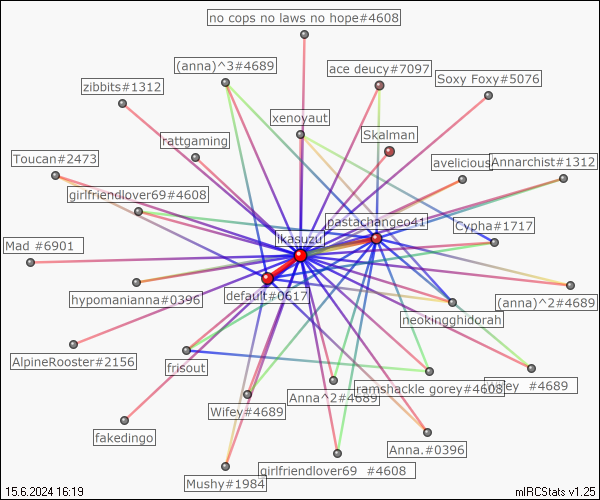 no cops no laws no hope#4608
(anna)^3#4689
ace deucy#7097
Soxy Foxy#5076
zibbits#1312
xenoyaut
Skalman
rattgaming
Toucan#2473
avelicious
Annarchist#1312
girlfriendlover69#4608
pastachangeo41
Cypha#1717
Mad #6901
ikasuzu
hypomanianna#0396
default#0617
(anna)^2#4689
neokingghidorah
AlpineRooster#2156
frisout
ramshackle gorey#4608
#4689
Anna^2#4689
Wifey#4689
fakedingo
Anna.#0396
girlfriendlover69 #4608
Mushy#1984
15.6.2024 16:19
mIRCStats v1.25